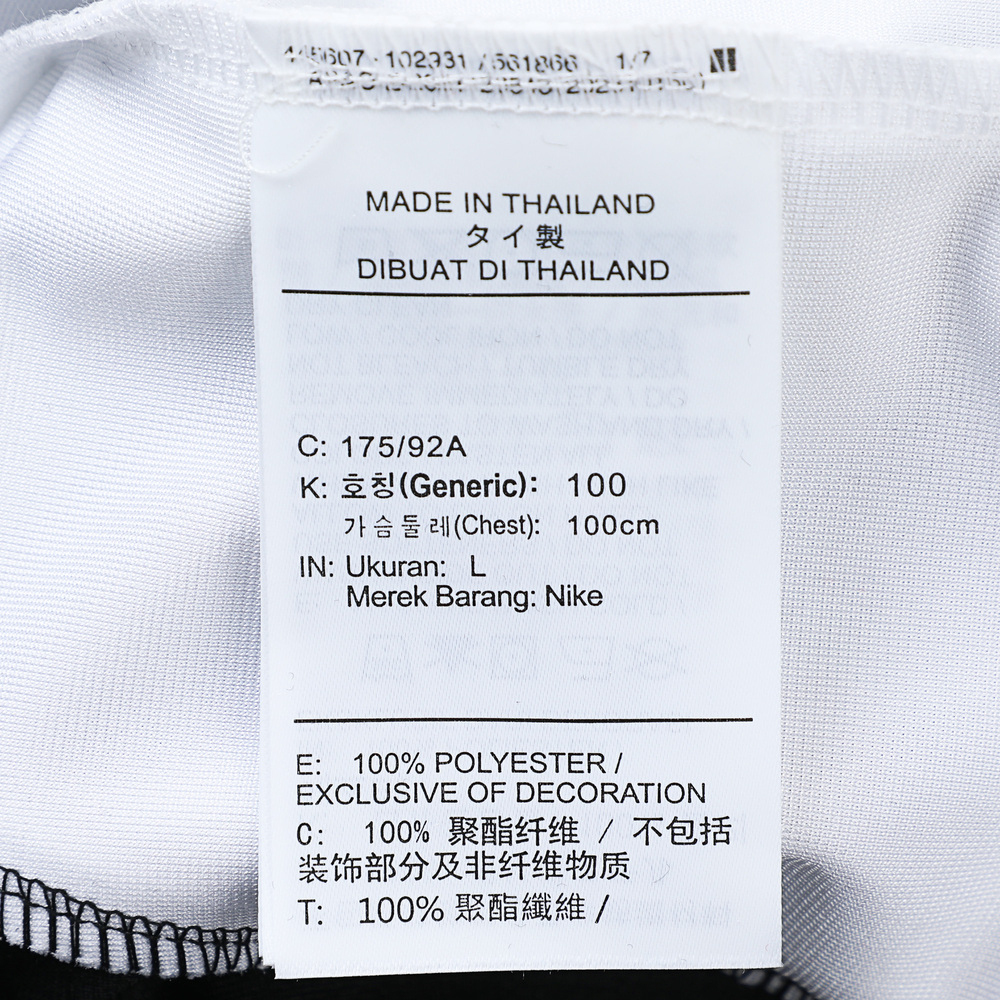 MADE IN THAILAND
タイ製
DIBUAT DI THAILAND
C: 175/92A
K: 호칭(Generic): 100
가슴둘레(Chest): 100cm
IN: Ukuran: L
Merek Barang: Nike
E: 100% POLYESTER /
EXCLUSIVE OF DECORATION
C: 100% 聚酯纤维 / 不包括
装饰部分及非纤维物质
T: 100% 聚酯纖維 /